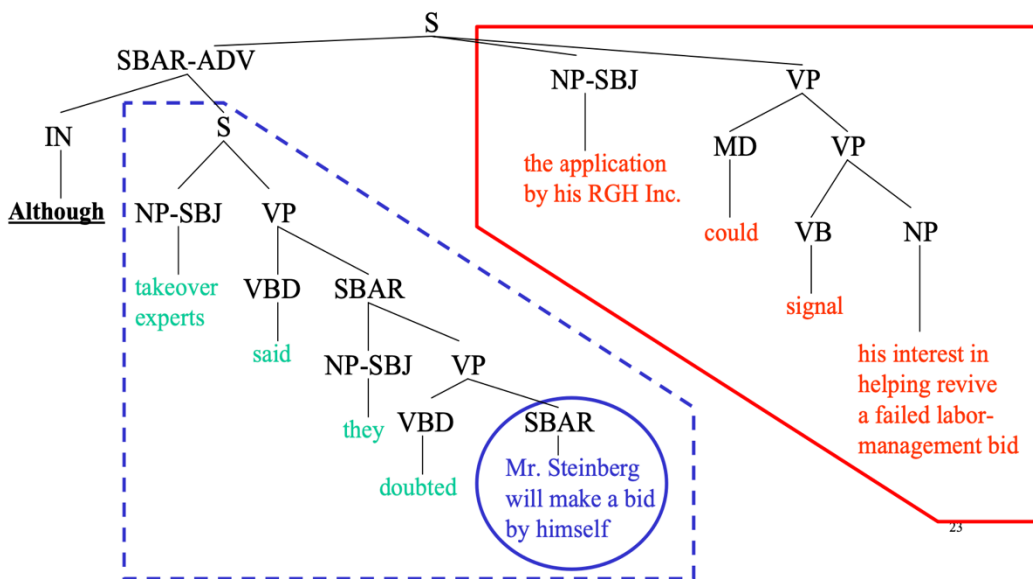 S
SBAR-ADV
NP-SBJ
VP
IN
S
MD
VP
the application
by his RGH Inc.
Although
NP-SBJ
VP
could
VB
NP
takeover
experts
VBD
SBAR
signal
said
NP-SBJ
VP
his interest in
helping revive
a failed labor-
management bid
they
VBD
SBAR
doubted
Mr. Steinberg
will make a bid
by himself
23